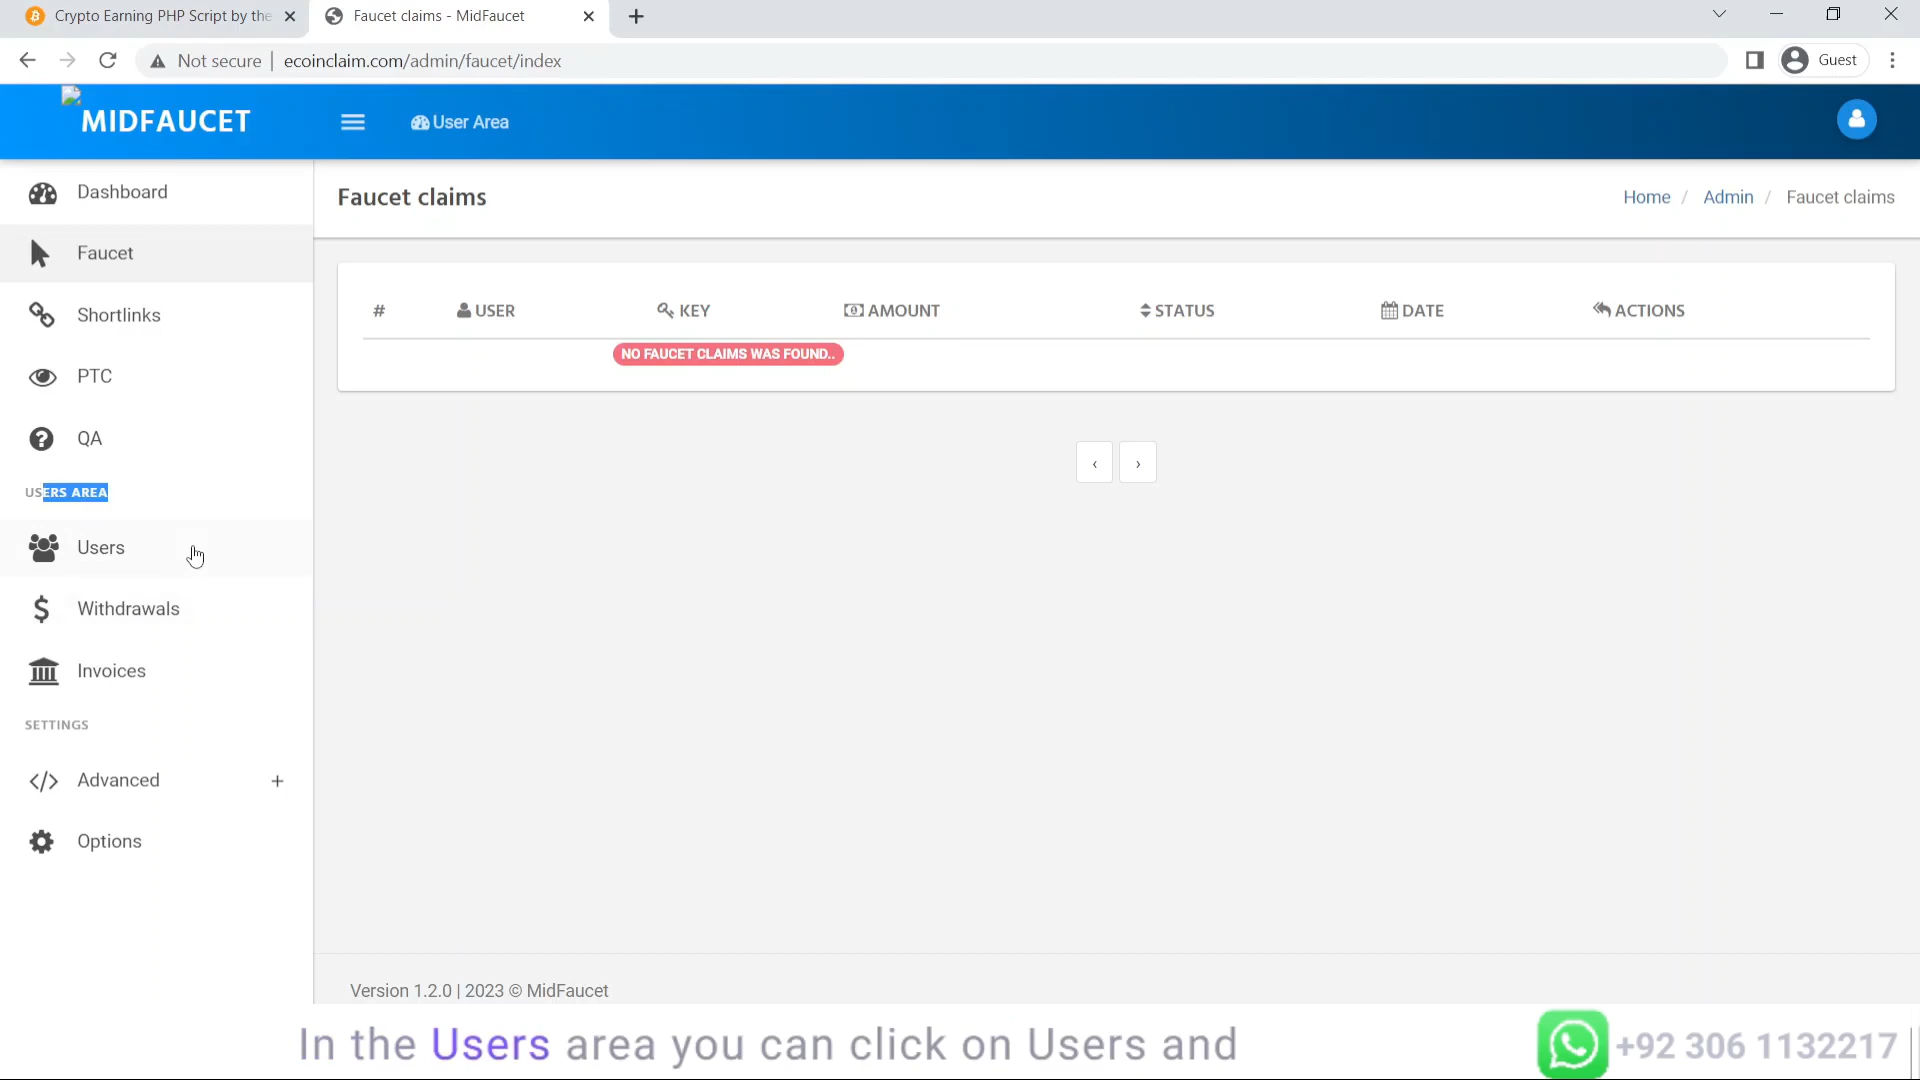 Crypto Earning PHP Script by the
Faucet claims - MidFaucet
Not secure | ecoinclaim.com/admin/faucet/index
Guest
MIDFAUCET
User Area
Dashboard
Faucet
Shortlinks
PTC
QA
USERS AREA
Users
Withdrawals
Invoices
SETTINGS
Advanced +
Options
Faucet claims
Home / Admin / Faucet claims
# USER KEY AMOUNT STATUS DATE ACTIONS
NO FAUCET CLAIMS WAS FOUND..
‹ ›
Version 1.2.0 | 2023 © MidFaucet
In the Users area you can click on Users and
+92 306 1132217